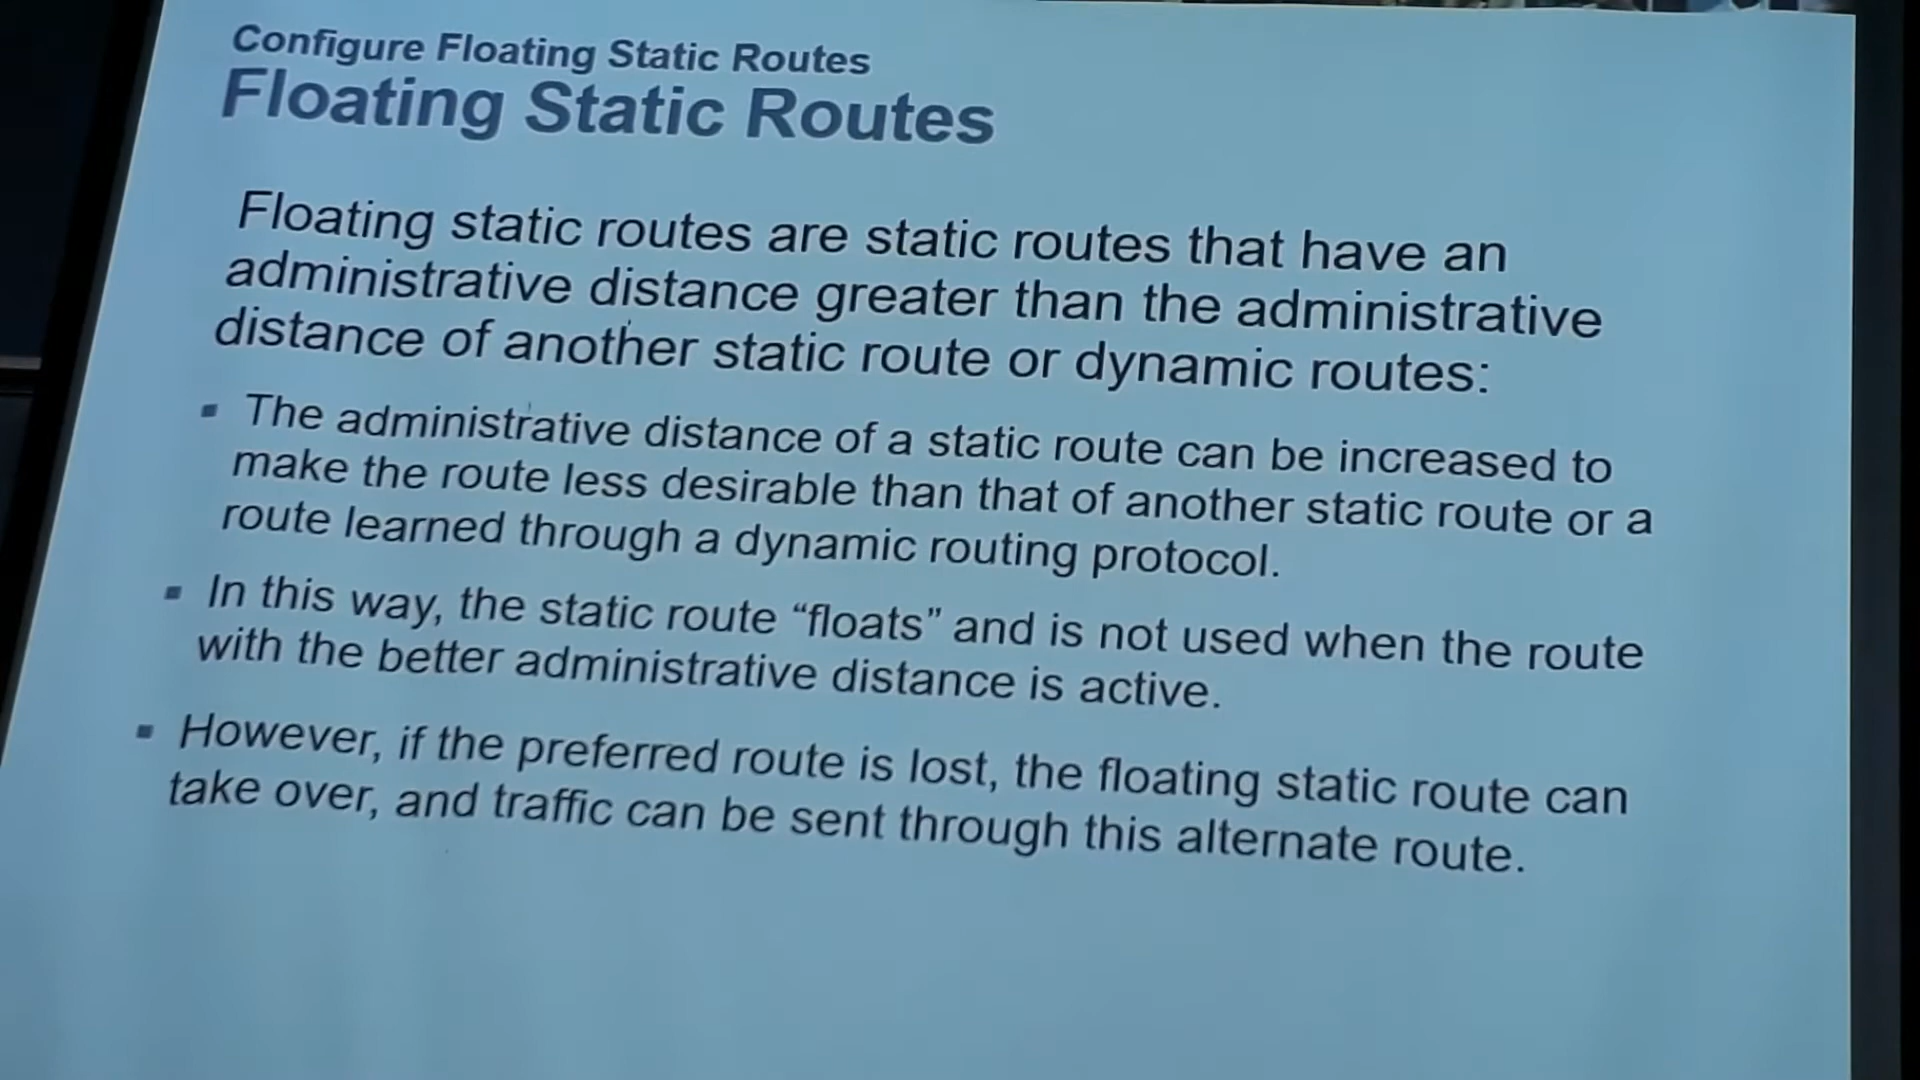 Configure Floating Static Routes
Floating Static Routes
Floating static routes are static routes that have an
administrative distance greater than the administrative
distance of another static route or dynamic routes:
▪ The administrative distance of a static route can be increased to
make the route less desirable than that of another static route or a
route learned through a dynamic routing protocol.
▪ In this way, the static route “floats” and is not used when the route
with the better administrative distance is active.
▪ However, if the preferred route is lost, the floating static route can
take over, and traffic can be sent through this alternate route.